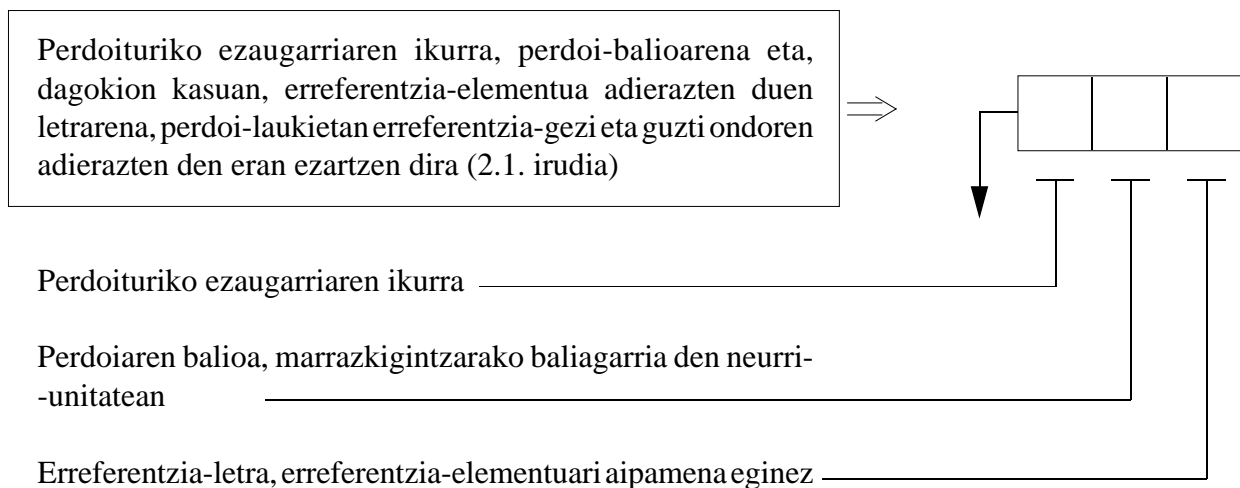 Perdoituriko ezaugarriaren ikurra, perdoi-balioarena eta,
dagokion kasuan, erreferentzia-elementua adierazten duen
letrarena, perdoi-laukietan erreferentzia-gezi eta guzti ondoren
adierazten den eran ezartzen dira (2.1. irudia)
Perdoituriko ezaugarriaren ikurra
Perdoiaren balioa, marrazkigintzarako baliagarria den neurri-
-unitatean
Erreferentzia-letra, erreferentzia-elementuari aipamena eginez